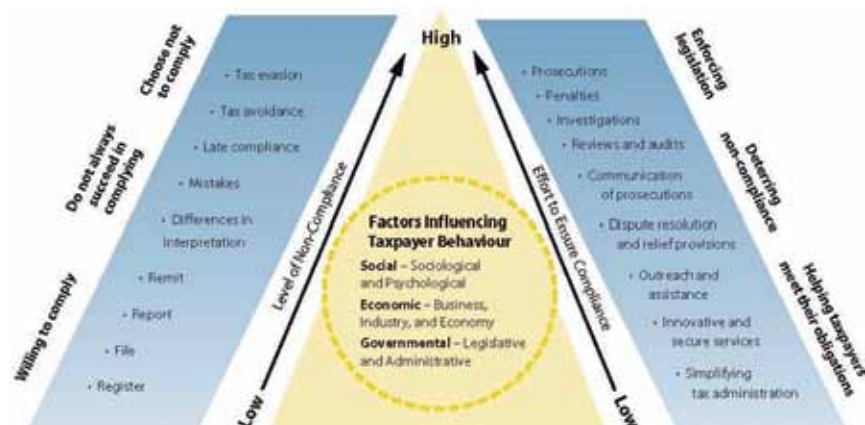 Choose not
to comply
Do not always
succeed in
complying
Willing to comply
• Tax evasion
• Tax avoidance
• Late compliance
• Mistakes
• Differences in
interpretation
• Remit
• Report
• File
• Register
Level of Non-Compliance
High
Low
Factors Influencing
Taxpayer Behaviour
Social – Sociological
and Psychological
Economic – Business,
Industry, and Economy
Governmental – Legislative
and Administrative
Effort to Ensure Compliance
Low
• Prosecutions
• Penalties
• Investigations
• Reviews and audits
• Communication
of prosecutions
• Dispute resolution
and relief provisions
• Outreach and
assistance
• Innovative and
secure services
• Simplifying
tax administration
Enforcing
legislation
Deterring
non-compliance
Helping taxpayers
meet their obligations